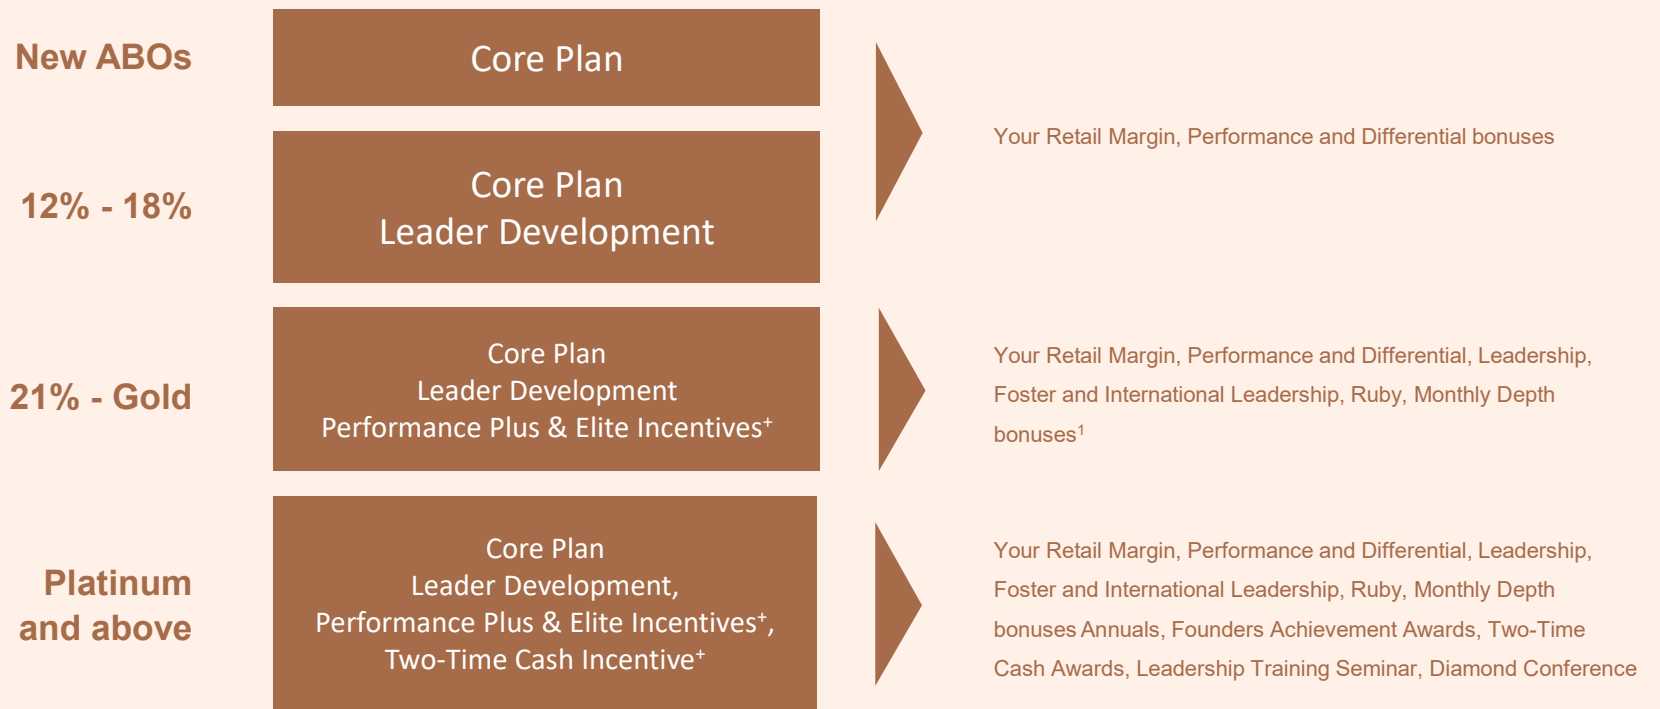 New ABOs
Core Plan
12% - 18%
Core Plan
Leader Development
Your Retail Margin, Performance and Differential bonuses
21% - Gold
Core Plan
Leader Development
Performance Plus & Elite Incentives⁺
Your Retail Margin, Performance and Differential, Leadership,
Foster and International Leadership, Ruby, Monthly Depth
bonuses¹
Platinum
and above
Core Plan
Leader Development,
Performance Plus & Elite Incentives⁺,
Two-Time Cash Incentive⁺
Your Retail Margin, Performance and Differential, Leadership,
Foster and International Leadership, Ruby, Monthly Depth
bonuses Annuals, Founders Achievement Awards, Two-Time
Cash Awards, Leadership Training Seminar, Diamond Conference